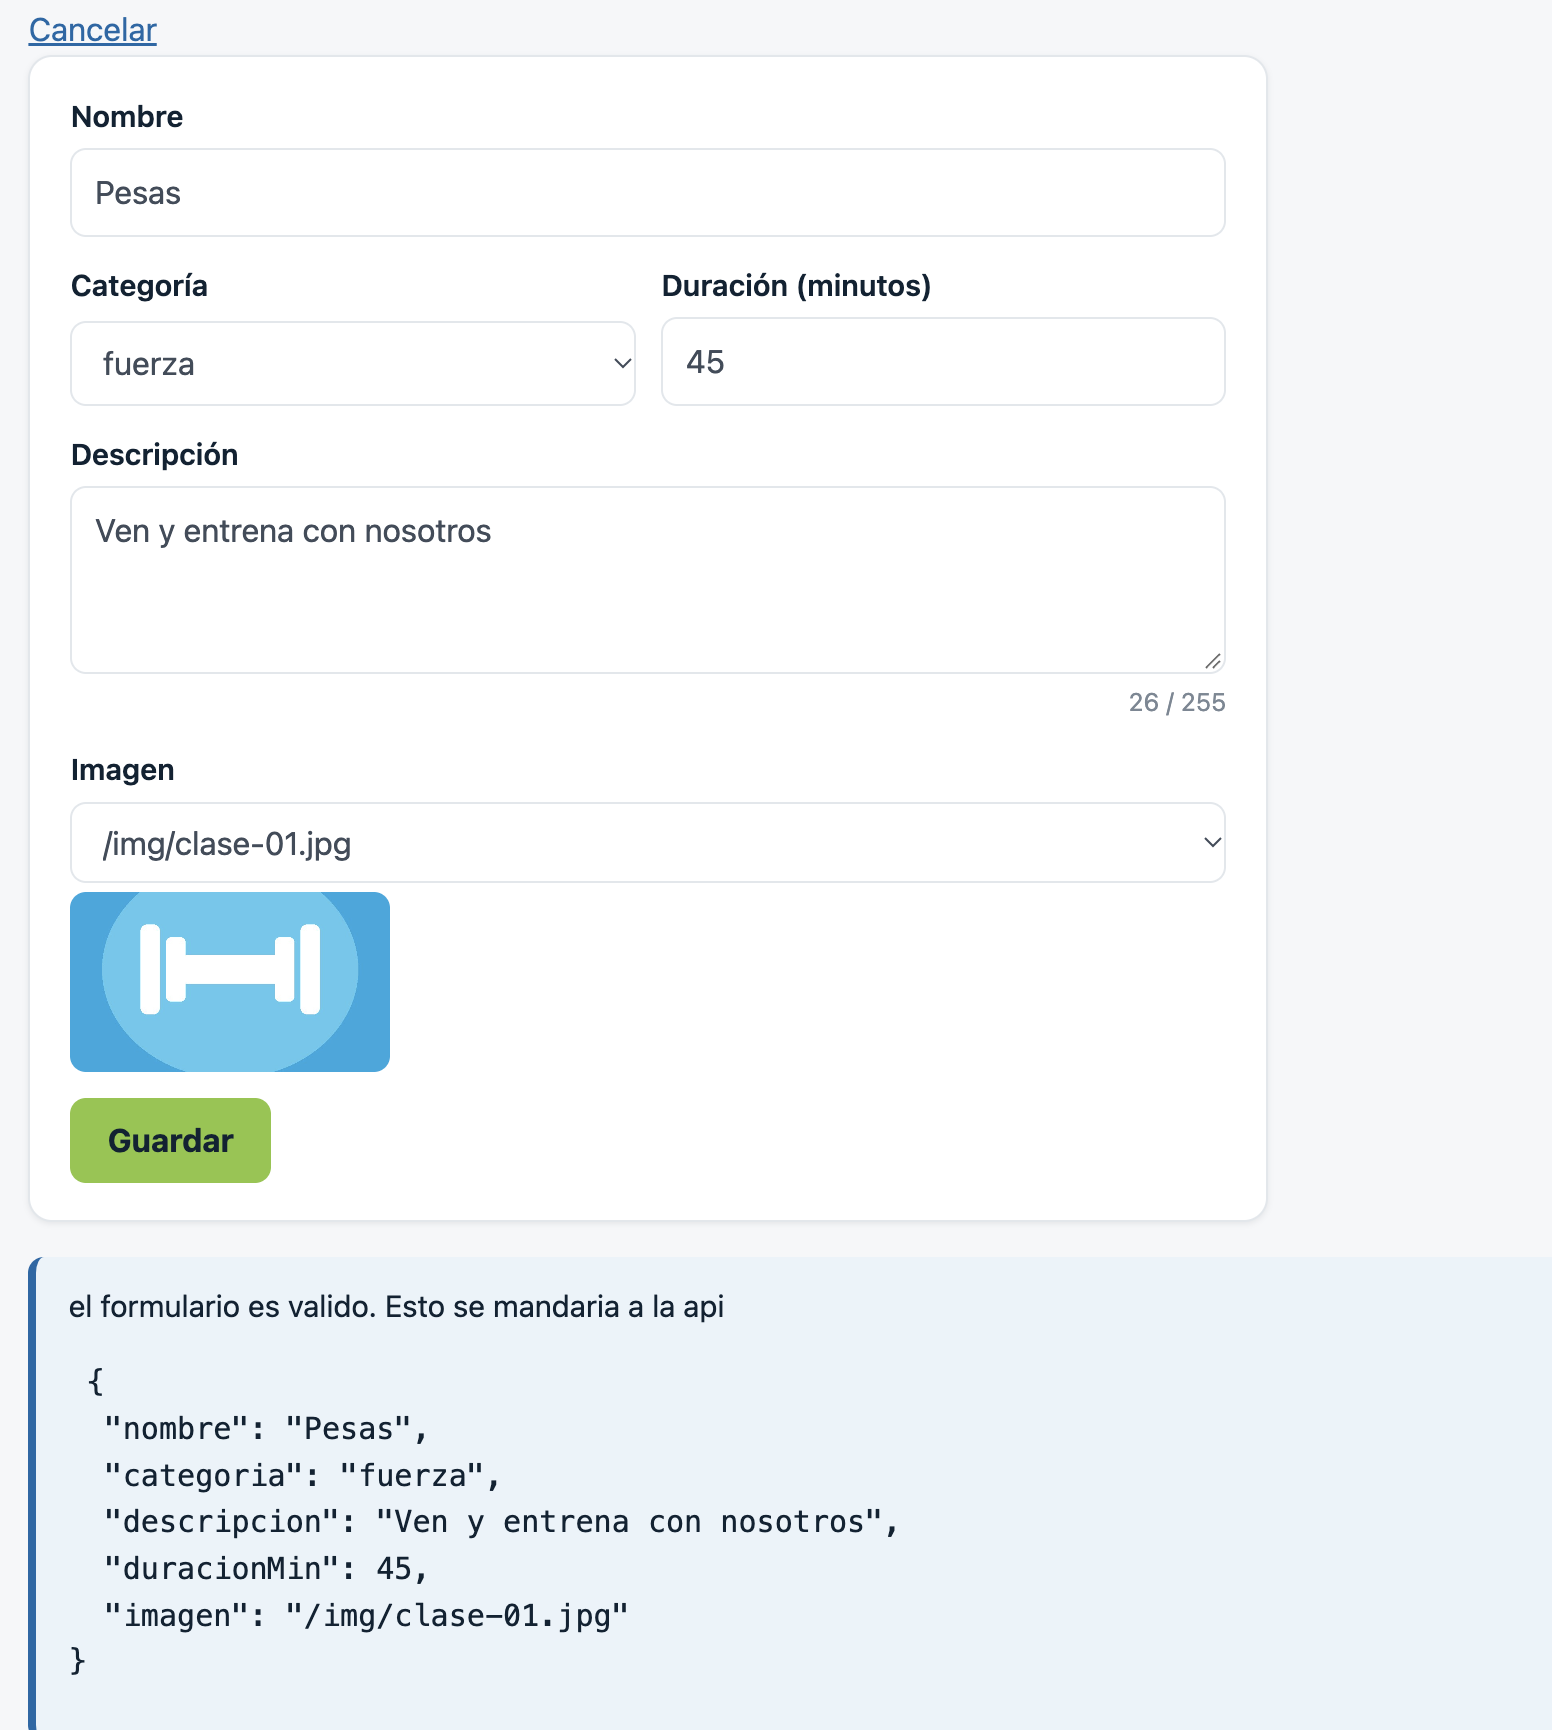 Cancelar
Nombre
Pesas
Categoría
Duración (minutos)
fuerza
45
Descripción
Ven y entrena con nosotros
26 / 255
Imagen
/img/clase-01.jpg
Guardar
el formulario es valido. Esto se mandaria a la api
{
"nombre": "Pesas",
"categoria": "fuerza",
"descripcion": "Ven y entrena con nosotros",
"duracionMin": 45,
"imagen": "/img/clase-01.jpg"
}